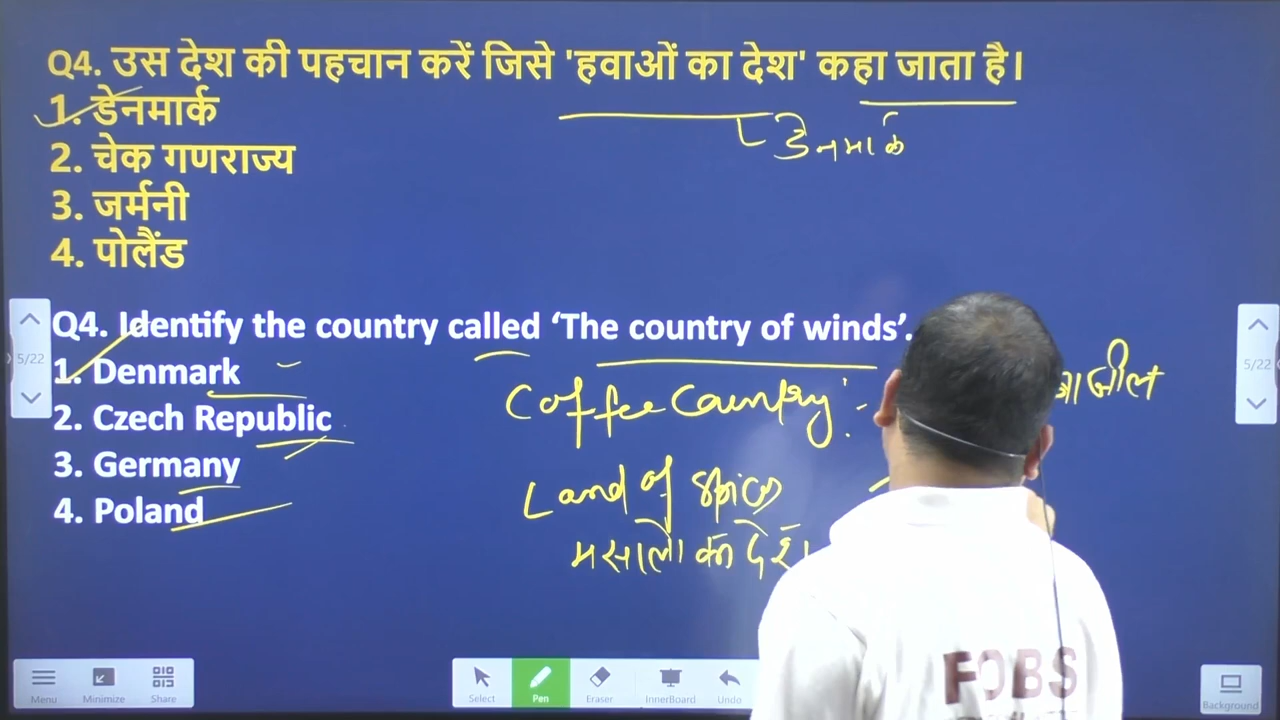 Q4. उस देश की पहचान करें जिसे 'हवाओं का देश' कहा जाता है।
1. डेनमार्क
डेनमार्क
2. चेक गणराज्य
3. जर्मनी
4. पोलैंड
5/22
Q4. Identify the country called ‘The country of winds’.
5/22
1. Denmark
Coffee Country :-
2. Czech Republic
3. Germany
Land of Spices
4. Poland
मसालों का देश
Menu
Minimize
Share
Select
Pen
Eraser
InnerBoard
Undo
Background
FOBS